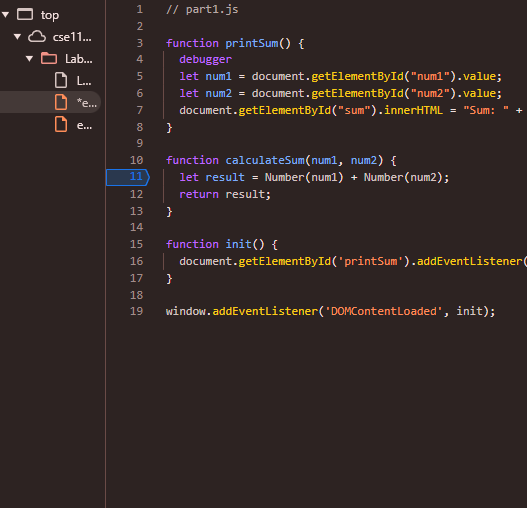 top
cse11...
Lab...
L...
*e...
e...
1 // part1.js
2
3 function printSum() {
4 debugger
5 let num1 = document.getElementById("num1").value;
6 let num2 = document.getElementById("num2").value;
7 document.getElementById("sum").innerHTML = "Sum: " +
8 }
9
10 function calculateSum(num1, num2) {
11 let result = Number(num1) + Number(num2);
12 return result;
13 }
14
15 function init() {
16 document.getElementById('printSum').addEventListener(
17 }
18
19 window.addEventListener('DOMContentLoaded', init);